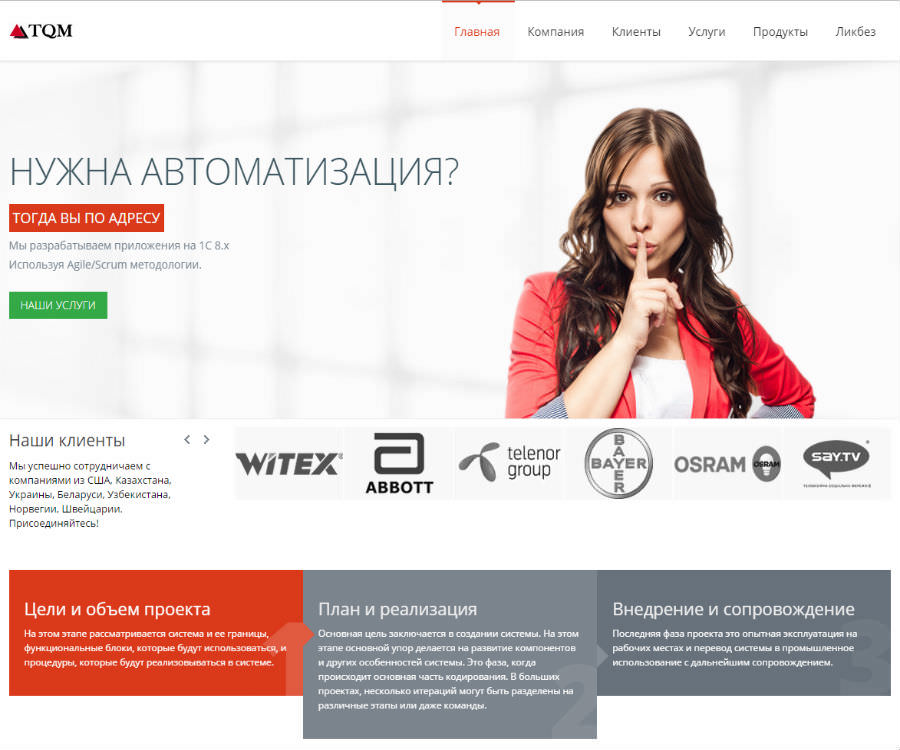 TQM
Главная Компания Клиенты Услуги Продукты Ликбез
НУЖНА АВТОМАТИЗАЦИЯ?
ТОГДА ВЫ ПО АДРЕСУ
Мы разрабатываем приложения на 1С 8.x
Используя Agile/Scrum методологии.
НАШИ УСЛУГИ
Наши клиенты
Мы успешно сотрудничаем с
компаниями из США, Казахстана,
Украины, Беларуси, Узбекистана,
Норвегии, Швейцарии.
Присоединяйтесь!
WITEX
ABBOTT
telenor
group
BAYER
BAYER
OSRAM OSRAM
SAY.TV
Цели и объем проекта
На этом этапе рассматривается система и ее границы,
функциональные блоки, которые будут использоваться, и
процедуры, которые будут реализовываться в системе.
1
План и реализация
Основная цель заключается в создании системы. На этом
этапе основной упор делается на развитие компонентов
и других особенностей системы. Это фаза, когда
происходит основная часть кодирования. В больших
проектах, несколько итераций могут быть разделены на
различные этапы или даже команды.
2
Внедрение и сопровождение
Последняя фаза проекта это опытная эксплуатация на
рабочих местах и перевод системы в промышленное
использование с дальнейшим сопровождением.
3